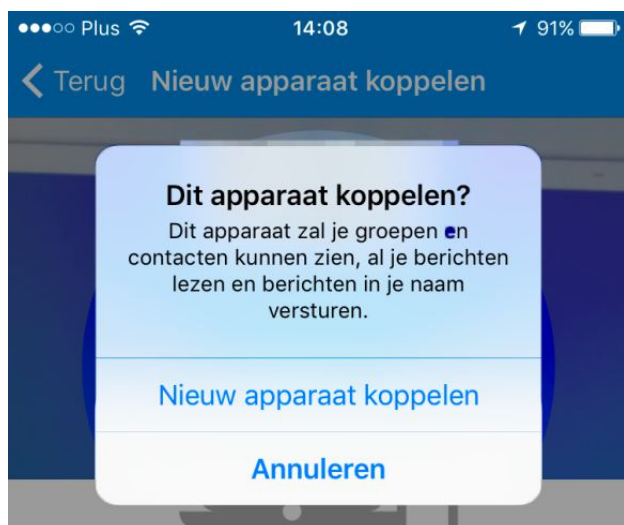 Plus 14:08 91%
Terug Nieuw apparaat koppelen
Dit apparaat koppelen?
Dit apparaat zal je groepen en
contacten kunnen zien, al je berichten
lezen en berichten in je naam
versturen.
Nieuw apparaat koppelen
Annuleren